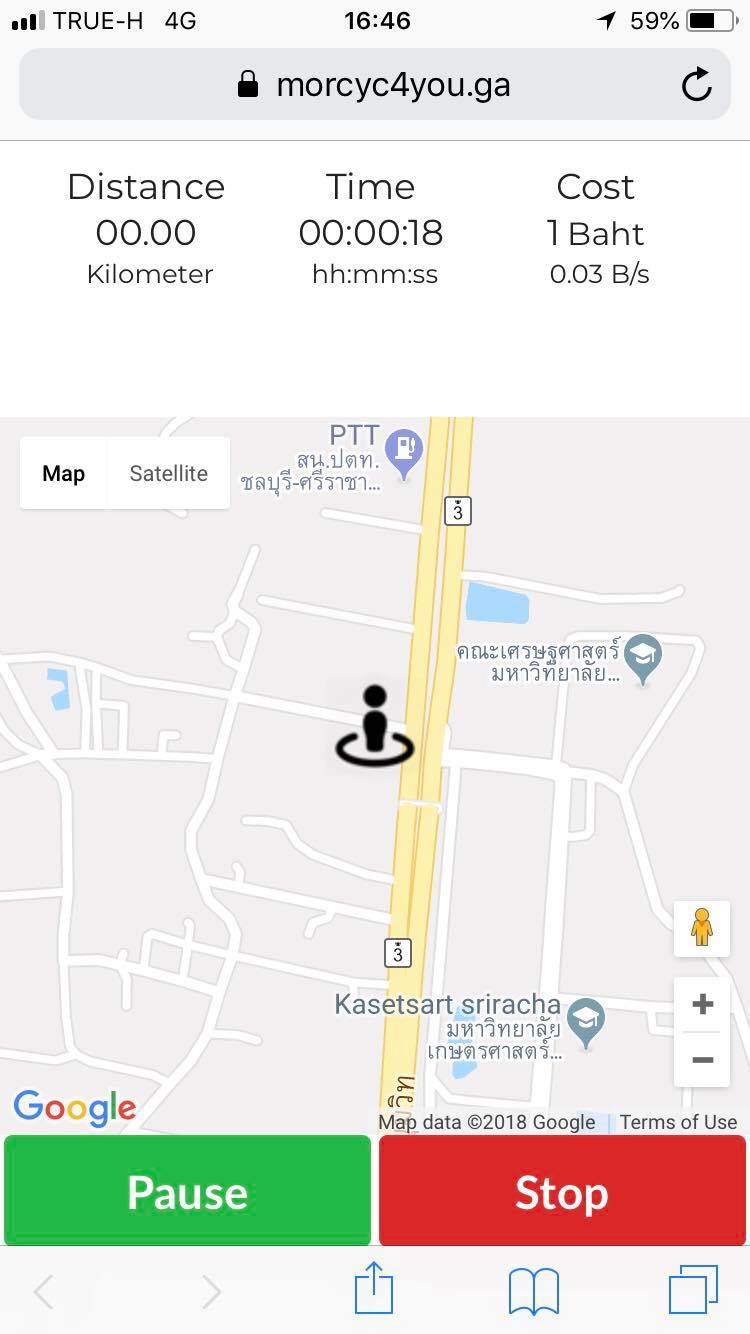 TRUE-H 4G 16:46 59%
morcyc4you.ga
Distance Time Cost
00.00 00:00:18 1 Baht
Kilometer hh:mm:ss 0.03 B/s
Map Satellite
PTT
สน.ปตท.
ชลบุรี-ศรีราชา...
3
คณะเศรษฐศาสตร์
มหาวิทยาลัย...
3
Kasetsart sriracha
มหาวิทยาลัย
เกษตรศาสตร์...
Google
Map data ©2018 Google Terms of Use
Pause Stop